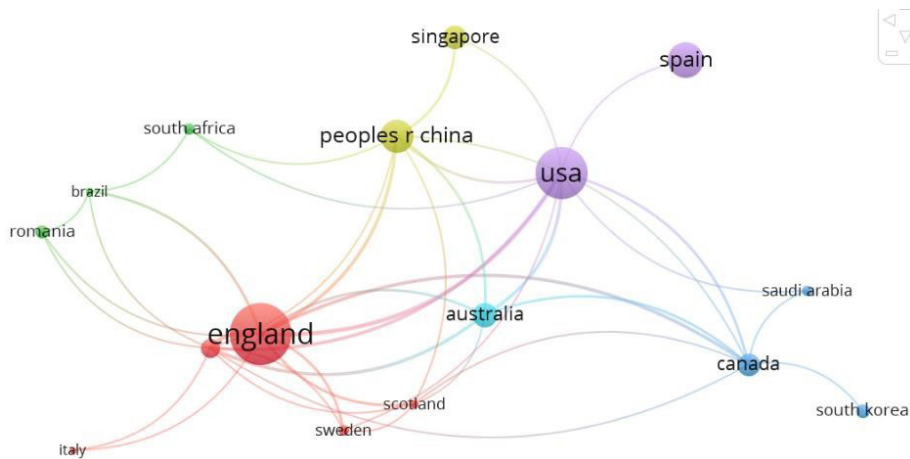 singapore
spain
south africa
peoples r china
usa
brazil
romania
saudi arabia
england
australia
canada
scotland
south korea
sweden
italy